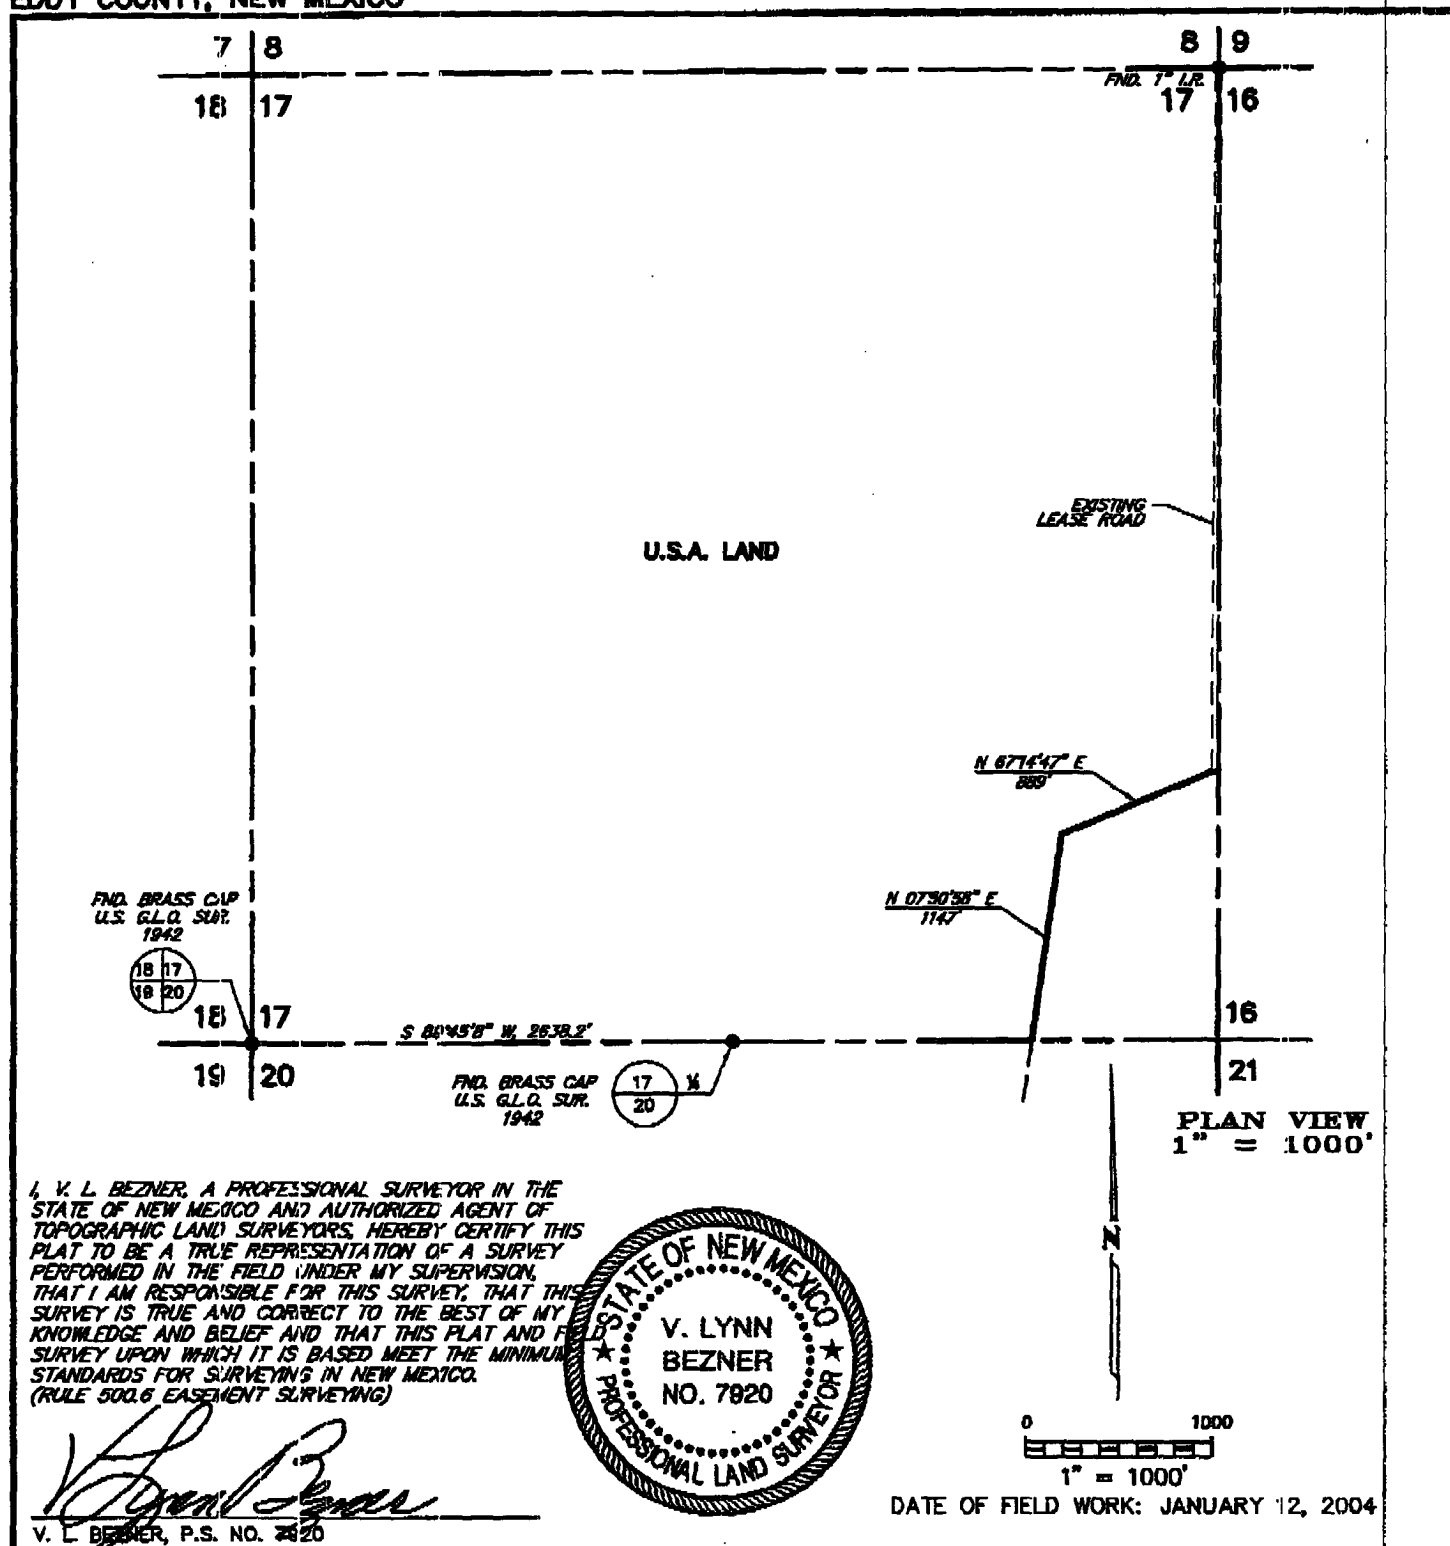 EDDY COUNTY, NEW MEXICO
7 8
8 9
FND. 1" I.R.
18 17
17 16
EXISTING
LEASE ROAD
U.S.A. LAND
N 67°14'47" E
889'
N 07°50'58" E
1147'
FND. BRASS CAP
U.S. G.L.O. SUR.
1942
18 17
19 20
18 17
16
S 2638.2'
19 20
21
FND. BRASS CAP
U.S. G.L.O. SUR.
1942
17 ¼
20
PLAN VIEW
1" = 1000'
I, V. L. BEZNER, A PROFESSIONAL SURVEYOR IN THE
STATE OF NEW MEXICO AND AUTHORIZED AGENT OF
TOPOGRAPHIC LAND SURVEYORS, HEREBY CERTIFY THIS
PLAT TO BE A TRUE REPRESENTATION OF A SURVEY
PERFORMED IN THE FIELD UNDER MY SUPERVISION,
THAT I AM RESPONSIBLE FOR THIS SURVEY, THAT THIS
SURVEY IS TRUE AND CORRECT TO THE BEST OF MY
KNOWLEDGE AND BELIEF AND THAT THIS PLAT AND FIELD
SURVEY UPON WHICH IT IS BASED MEET THE MINIMUM
STANDARDS FOR SURVEYING IN NEW MEXICO.
(RULE 500.6 EASEMENT SURVEYING)
STATE OF NEW MEXICO
V. LYNN
BEZNER
NO. 7920
PROFESSIONAL LAND SURVEYOR
N
0 1000
1" = 1000'
DATE OF FIELD WORK: JANUARY 12, 2004
V. Lynn Bezner
V. L. BEZNER, P.S. NO. 7920